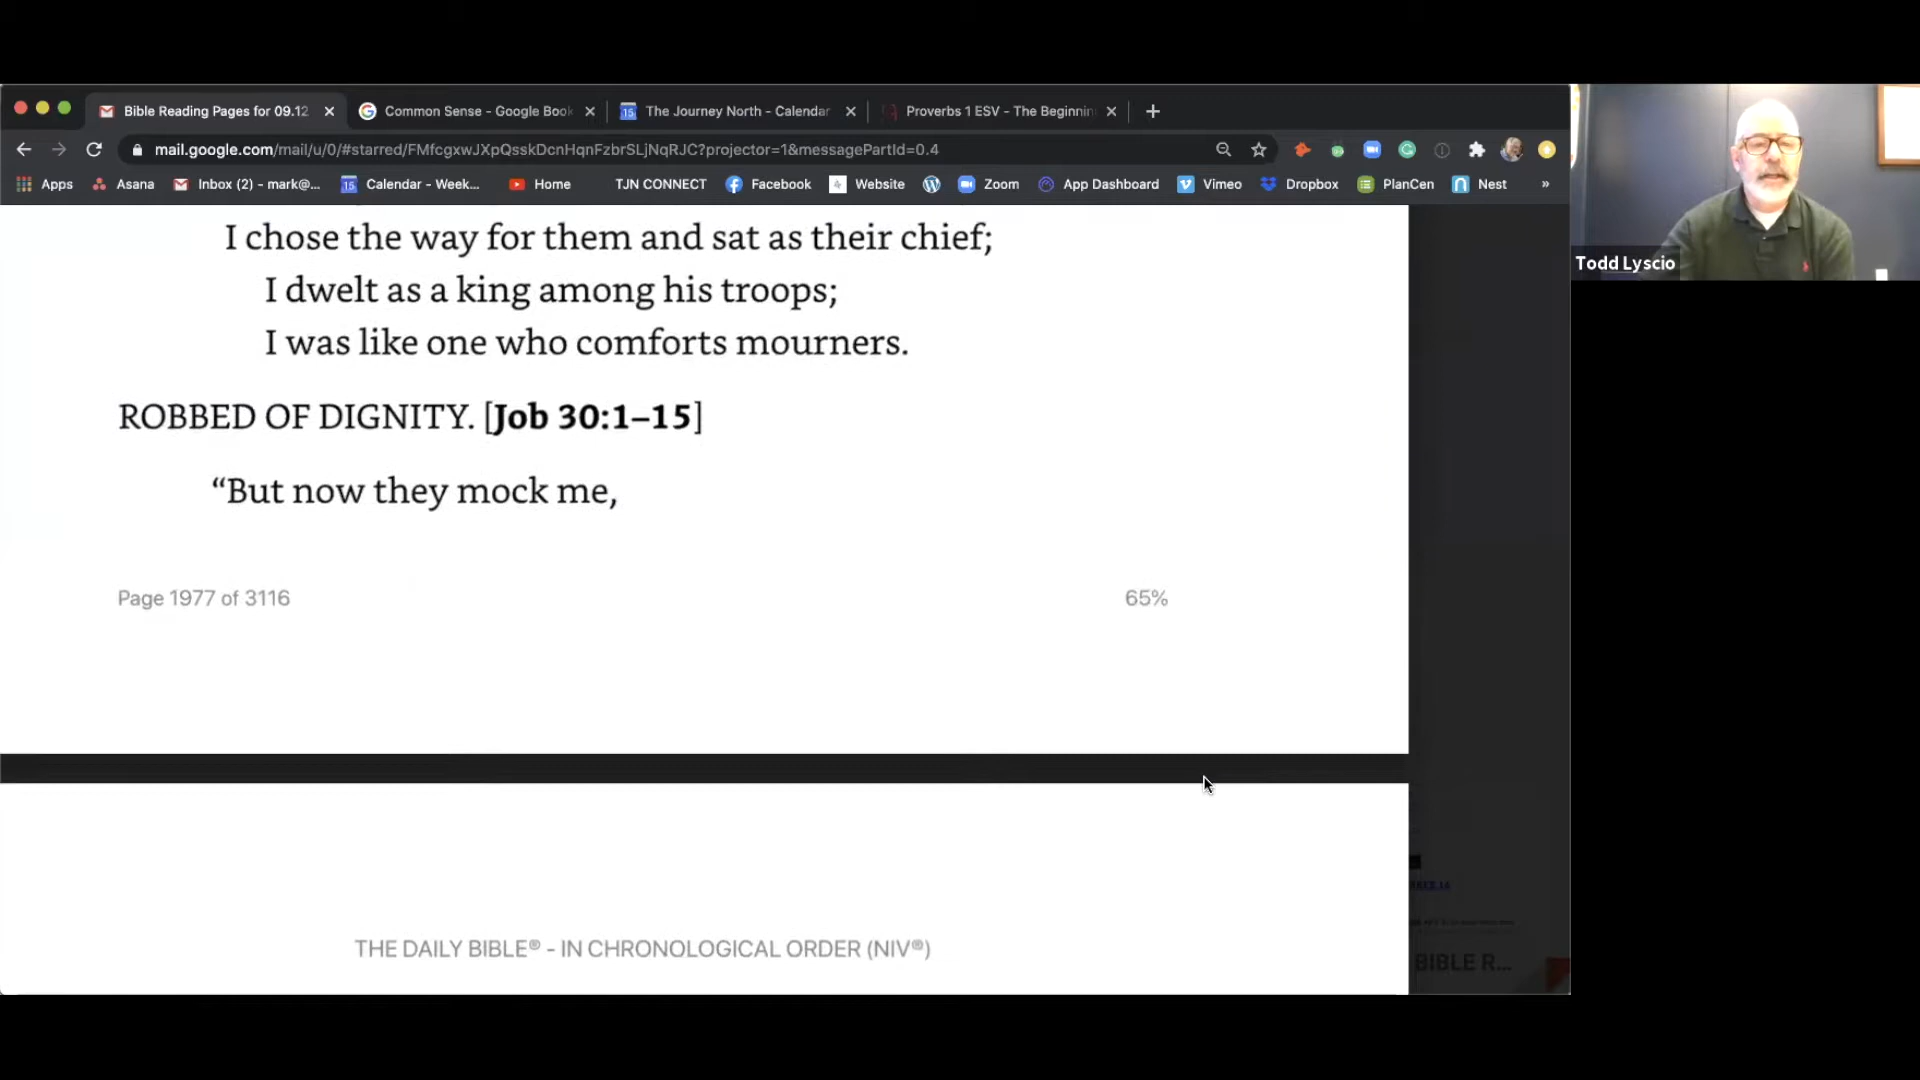 Bible Reading Pages for 09.12
Common Sense - Google Book
The Journey North - Calendar
Proverbs 1 ESV - The Beginnin
mail.google.com/mail/u/0/#starred/FMfcgxwJXpQsskDcnHqnFzbrSLjNqRJC?projector=1&messagePartId=0.4
Apps Asana Inbox (2) - mark@... Calendar - Week... Home TJN CONNECT Facebook Website Zoom App Dashboard Vimeo Dropbox PlanCen Nest »
I chose the way for them and sat as their chief;
I dwelt as a king among his troops;
I was like one who comforts mourners.
ROBBED OF DIGNITY. [Job 30:1–15]
“But now they mock me,
Page 1977 of 3116 65%
THE DAILY BIBLE® - IN CHRONOLOGICAL ORDER (NIV®)
BIBLE R...
Todd Lyscio